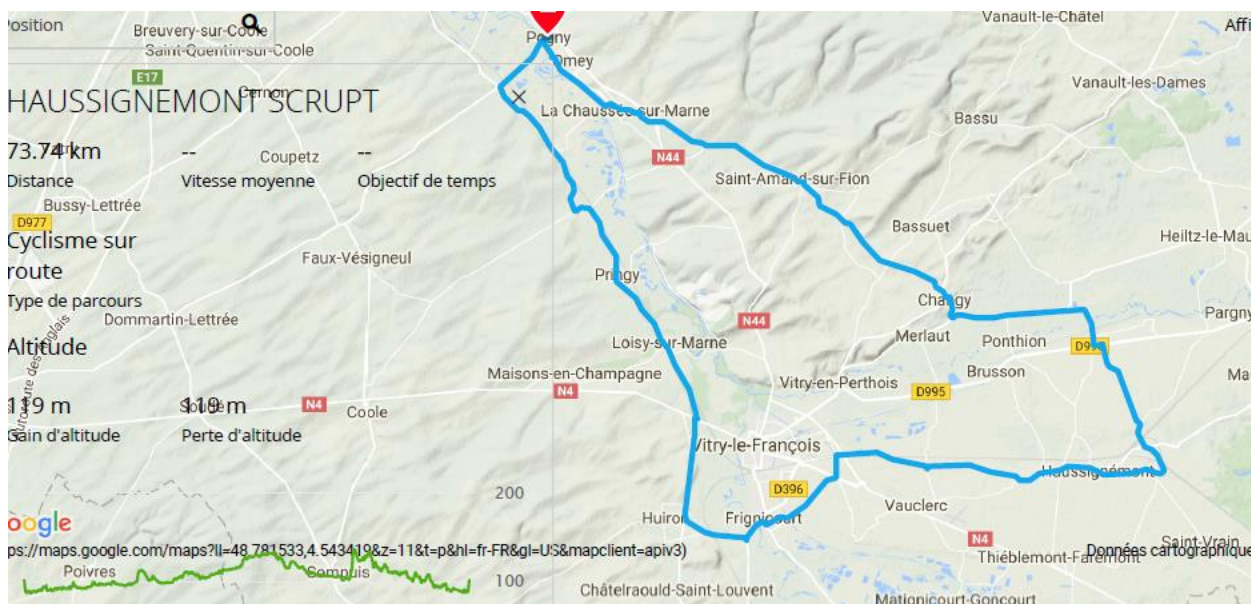 Position
Breuvery-sur-Coole
Saint-Quentin-sur-Coole
Pogny
Omey
Vanault-le-Châtel
Affi
E17
Cernon
Vanault-les-Dames
HAUSSIGNEMONT SCRUPT
La Chaussée-sur-Marne
Bassu
73.74 km
--
--
Coupetz
N44
Distance
Vitesse moyenne
Objectif de temps
Saint-Amand-sur-Fion
Bussy-Lettrée
D977
Bassuet
Heiltz-le-Mau
Cyclisme sur
route
Faux-Vésigneul
Pringy
Type de parcours
Changy
Dommartin-Lettrée
N44
Pargny
Altitude
Loisy-sur-Marne
Merlaut
Ponthion
D99
Maisons-en-Champagne
Vitry-en-Perthois
Brusson
Ma
N4
D995
119 m
119 m
N4
Coole
Gain d'altitude
Perte d'altitude
Vitry-le-François
Haussignémont
200
D396
Vauclerc
oogle
Huiron
Frignicourt
N4
Saint-Vrain
ps://maps.google.com/maps?ll=48.781533,4.543419&z=11&t=p&hl=fr-FR&gl=US&mapclient=apiv3)
Thiéblemont-Farémont
Données cartographique
Poivres
Sompuis
100
Châtelraould-Saint-Louvent
Matignicourt-Goncourt